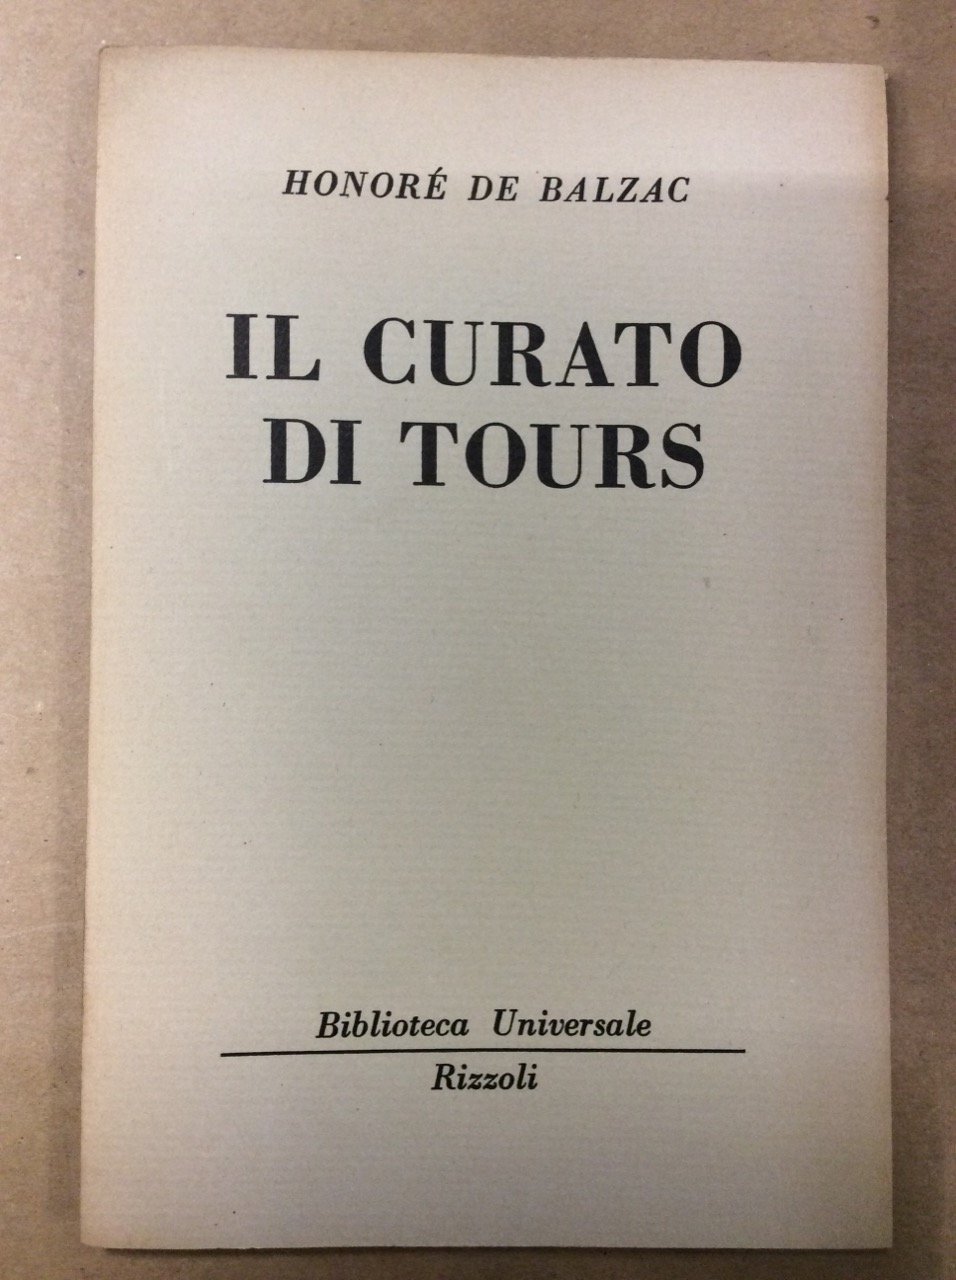 HONORÉ DE BALZAC
IL CURATO
DI TOURS
Biblioteca Universale
Rizzoli